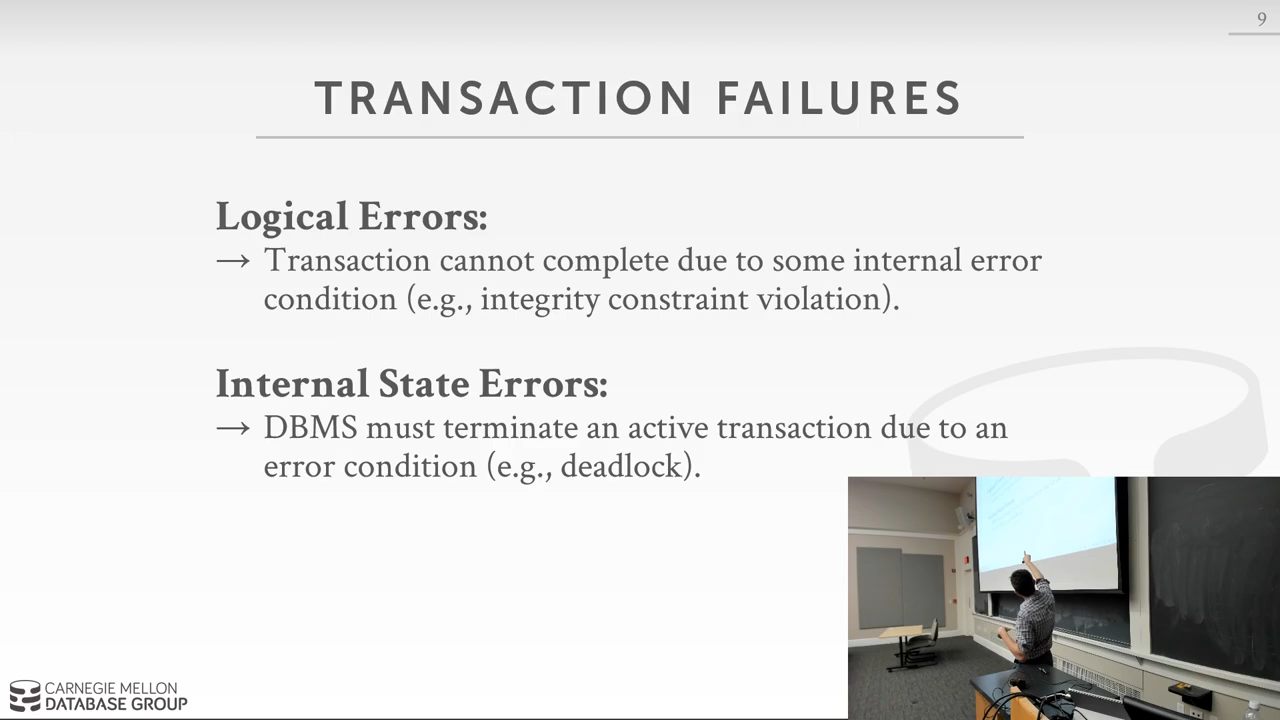 9
TRANSACTION FAILURES
Logical Errors:
→ Transaction cannot complete due to some internal error
condition (e.g., integrity constraint violation).
Internal State Errors:
→ DBMS must terminate an active transaction due to an
error condition (e.g., deadlock).
CARNEGIE MELLON
DATABASE GROUP